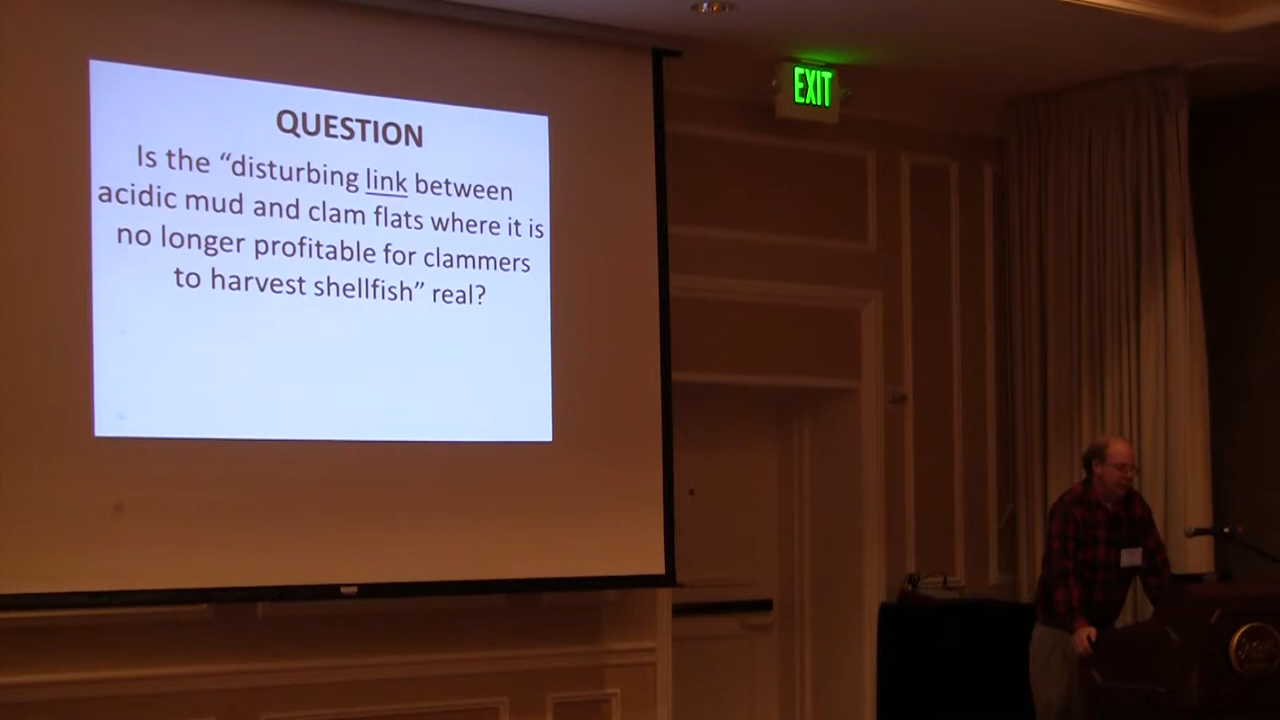 QUESTION
Is the “disturbing link between
acidic mud and clam flats where it is
no longer profitable for clammers
to harvest shellfish” real?
EXIT